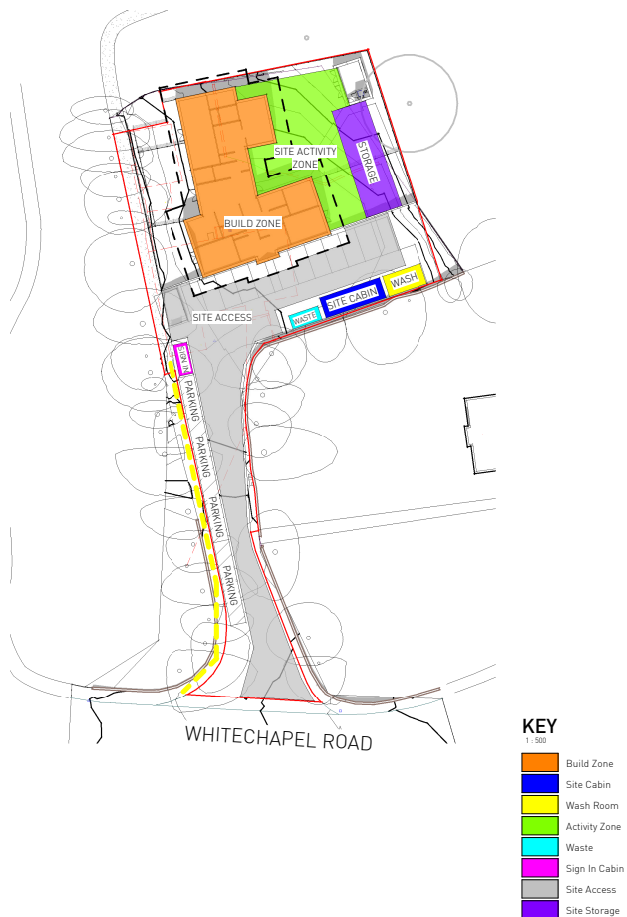 SITE ACTIVITY
ZONE
STORAGE
BUILD ZONE
WASH
SITE CABIN
WASTE
SITE ACCESS
SIGN IN
PARKING
PARKING
PARKING
PARKING
WHITECHAPEL ROAD
KEY
1 : 500
Build Zone
Site Cabin
Wash Room
Activity Zone
Waste
Sign In Cabin
Site Access
Site Storage